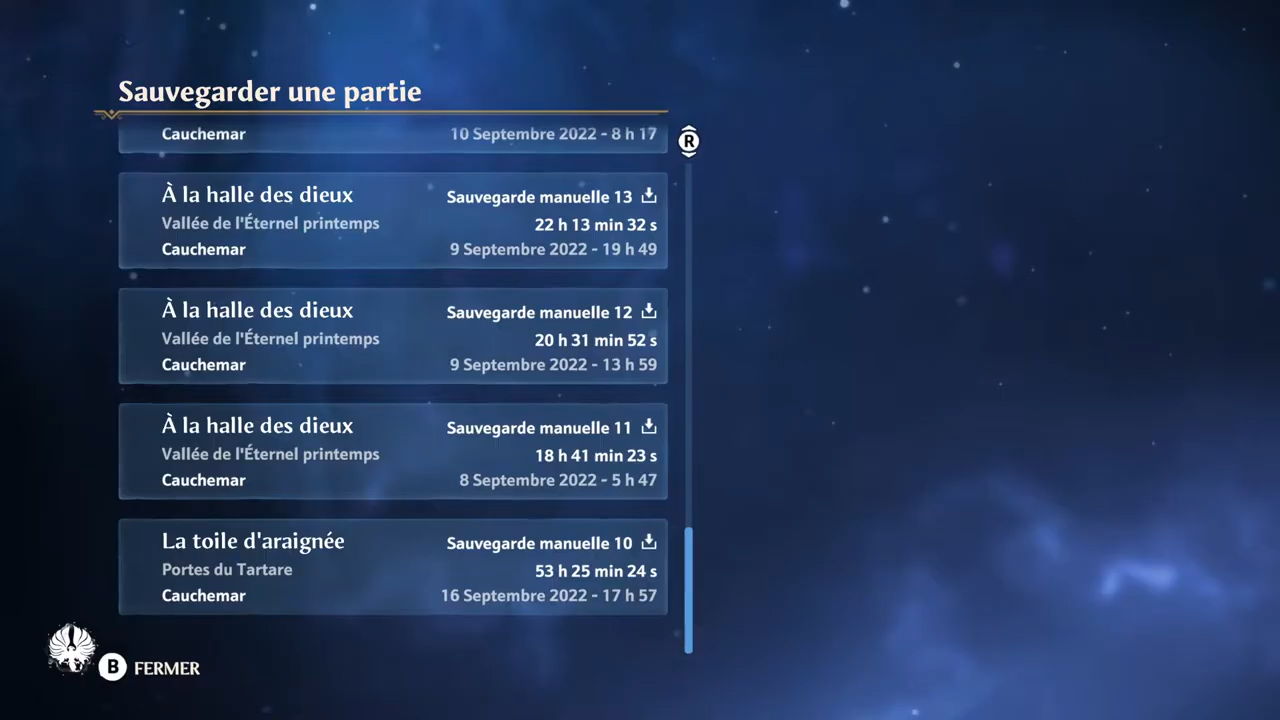 Sauvegarder une partie
Cauchemar 10 Septembre 2022 - 8 h 17
R
À la halle des dieux Sauvegarde manuelle 13
Vallée de l'Éternel printemps 22 h 13 min 32 s
Cauchemar 9 Septembre 2022 - 19 h 49
À la halle des dieux Sauvegarde manuelle 12
Vallée de l'Éternel printemps 20 h 31 min 52 s
Cauchemar 9 Septembre 2022 - 13 h 59
À la halle des dieux Sauvegarde manuelle 11
Vallée de l'Éternel printemps 18 h 41 min 23 s
Cauchemar 8 Septembre 2022 - 5 h 47
La toile d'araignée Sauvegarde manuelle 10
Portes du Tartare 53 h 25 min 24 s
Cauchemar 16 Septembre 2022 - 17 h 57
B FERMER